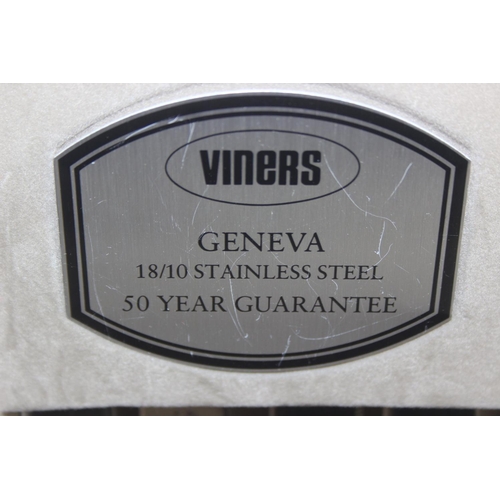 VINERS
GENEVA
18/10 STAINLESS STEEL
50 YEAR GUARANTEE